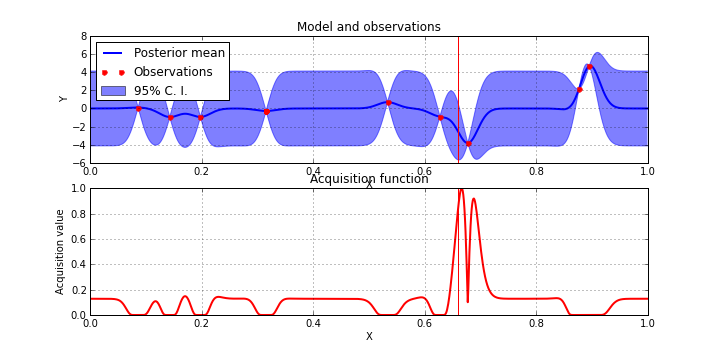 Model and observations
8
6
4
2
0
−2
−4
−6
Y
Posterior mean
Observations
95% C. I.
0.0
0.2
0.4
0.6
0.8
1.0
X
Acquisition function
1.0
0.8
0.6
0.4
0.2
0.0
Acquisition value
0.0
0.2
0.4
0.6
0.8
1.0
X